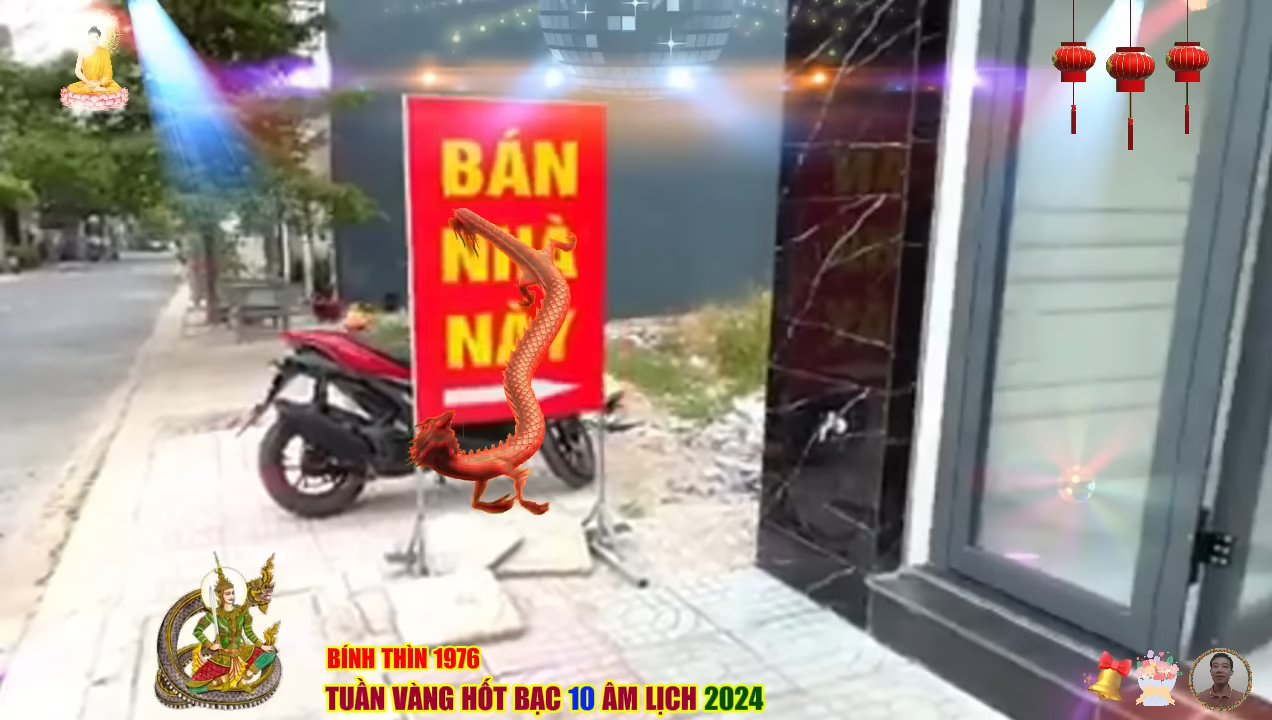 BÁN
NHÀ
NÀY
BÍNH THÌN 1976
TUẦN VÀNG HỐT BẠC 10 ÂM LỊCH 2024